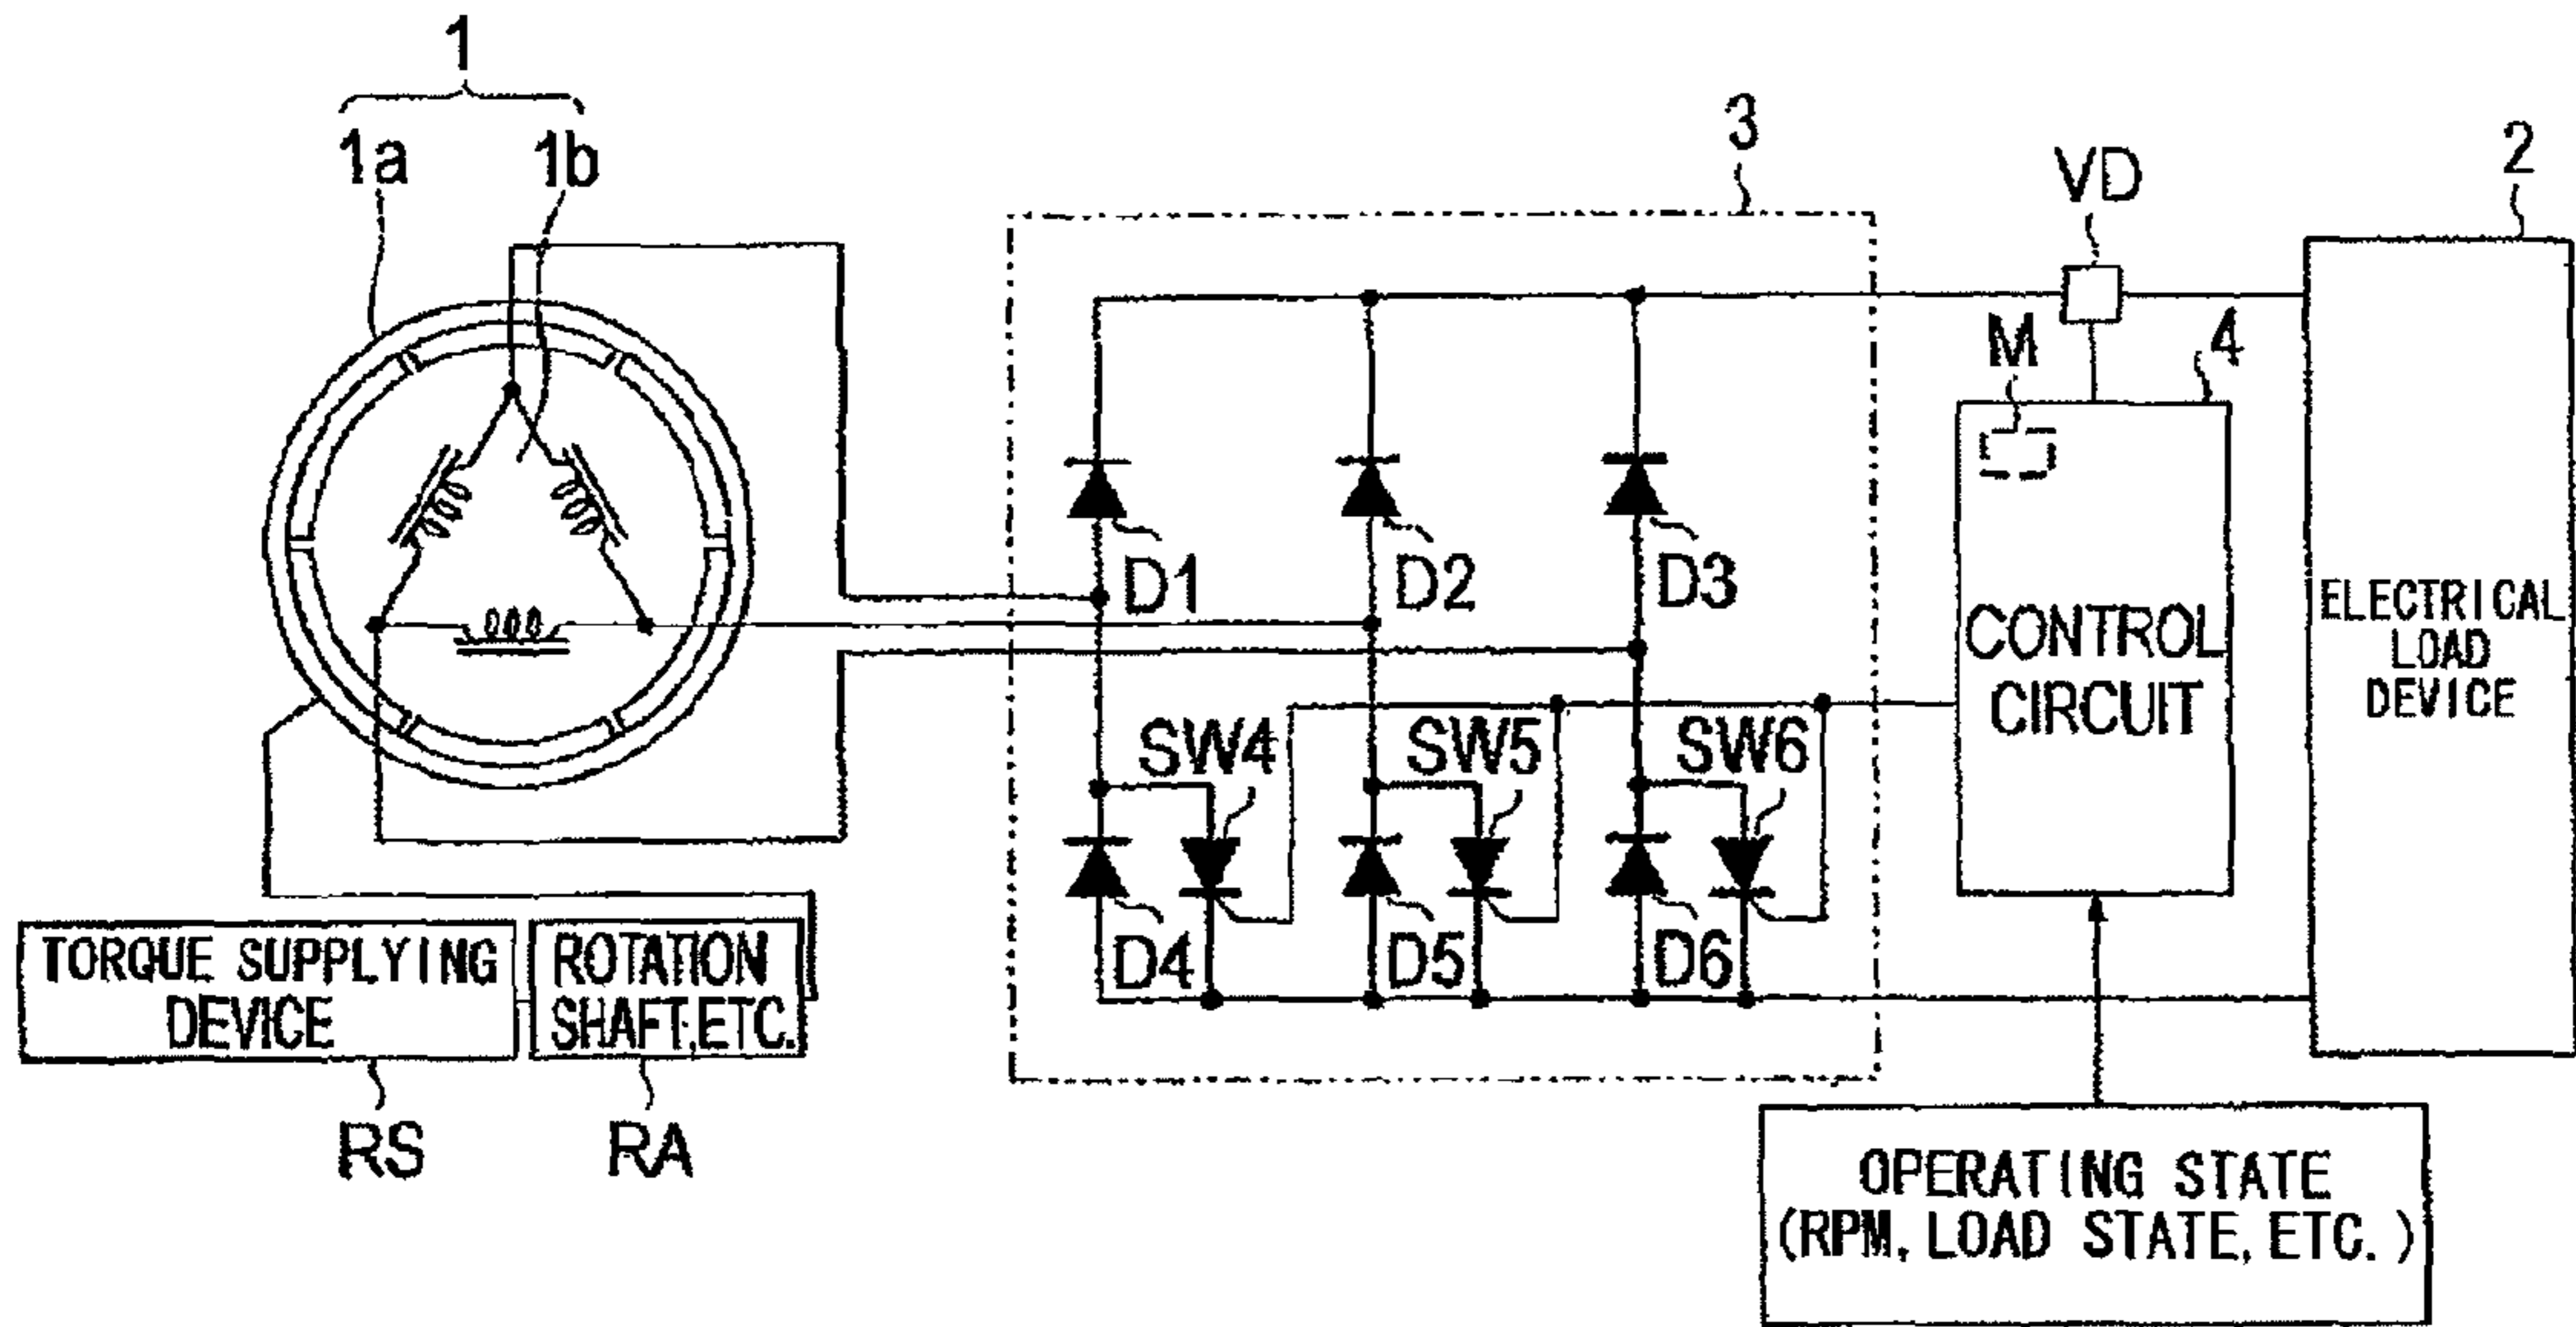 1
1a 1b
3
VD
2
M
4
D1
D2
D3
CONTROL
CIRCUIT
ELECTRICAL
LOAD
DEVICE
SW4
SW5
SW6
D4
D5
D6
TORQUE SUPPLYING
DEVICE
ROTATION
SHAFT, ETC.
RS
RA
OPERATING STATE
(RPM, LOAD STATE, ETC.)